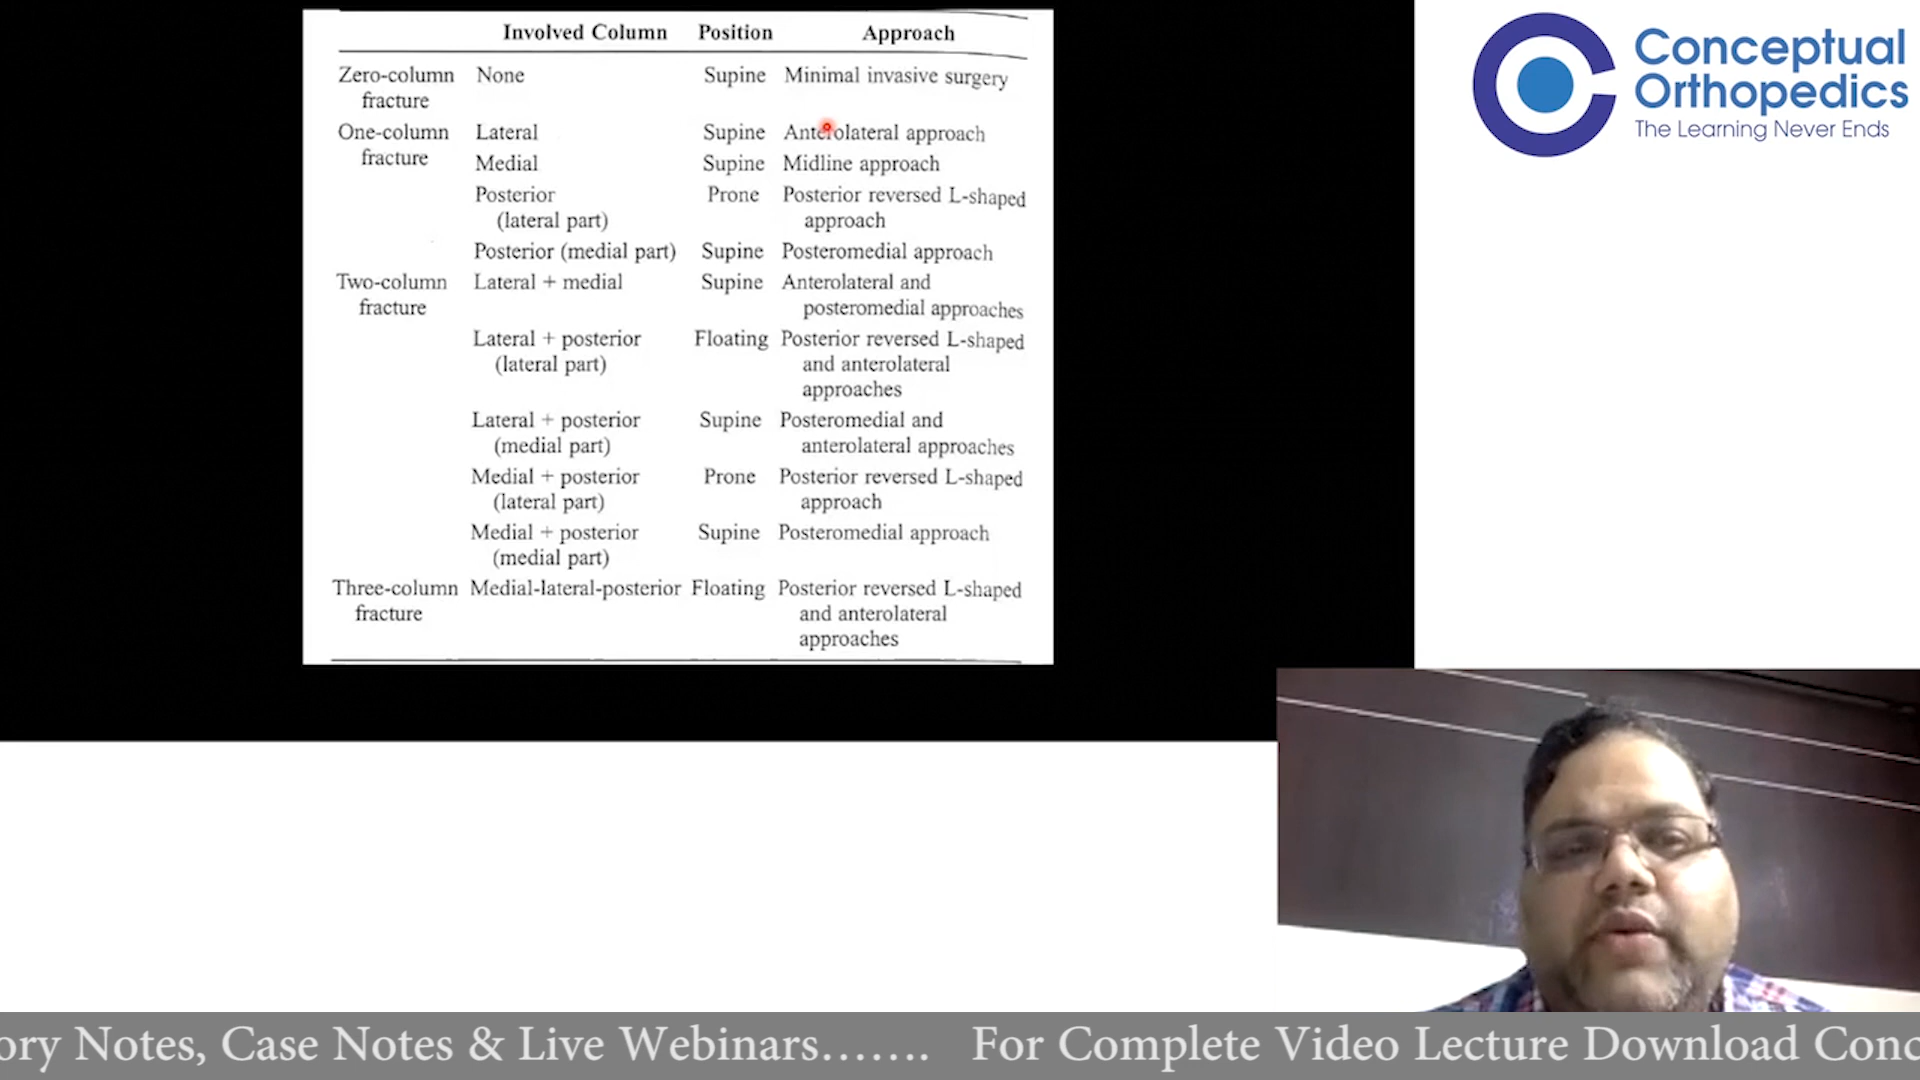 Involved Column Position Approach
Zero-column None Supine Minimal invasive surgery
fracture
One-column Lateral Supine Anterolateral approach
fracture
Medial Supine Midline approach
Posterior Prone Posterior reversed L-shaped
(lateral part) approach
Posterior (medial part) Supine Posteromedial approach
Two-column Lateral + medial Supine Anterolateral and
fracture posteromedial approaches
Lateral + posterior Floating Posterior reversed L-shaped
(lateral part) and anterolateral
approaches
Lateral + posterior Supine Posteromedial and
(medial part) anterolateral approaches
Medial + posterior Prone Posterior reversed L-shaped
(lateral part) approach
Medial + posterior Supine Posteromedial approach
(medial part)
Three-column Medial-lateral-posterior Floating Posterior reversed L-shaped
fracture and anterolateral
approaches
Conceptual
Orthopedics
The Learning Never Ends
ory Notes, Case Notes & Live Webinars....... For Complete Video Lecture Download Conc